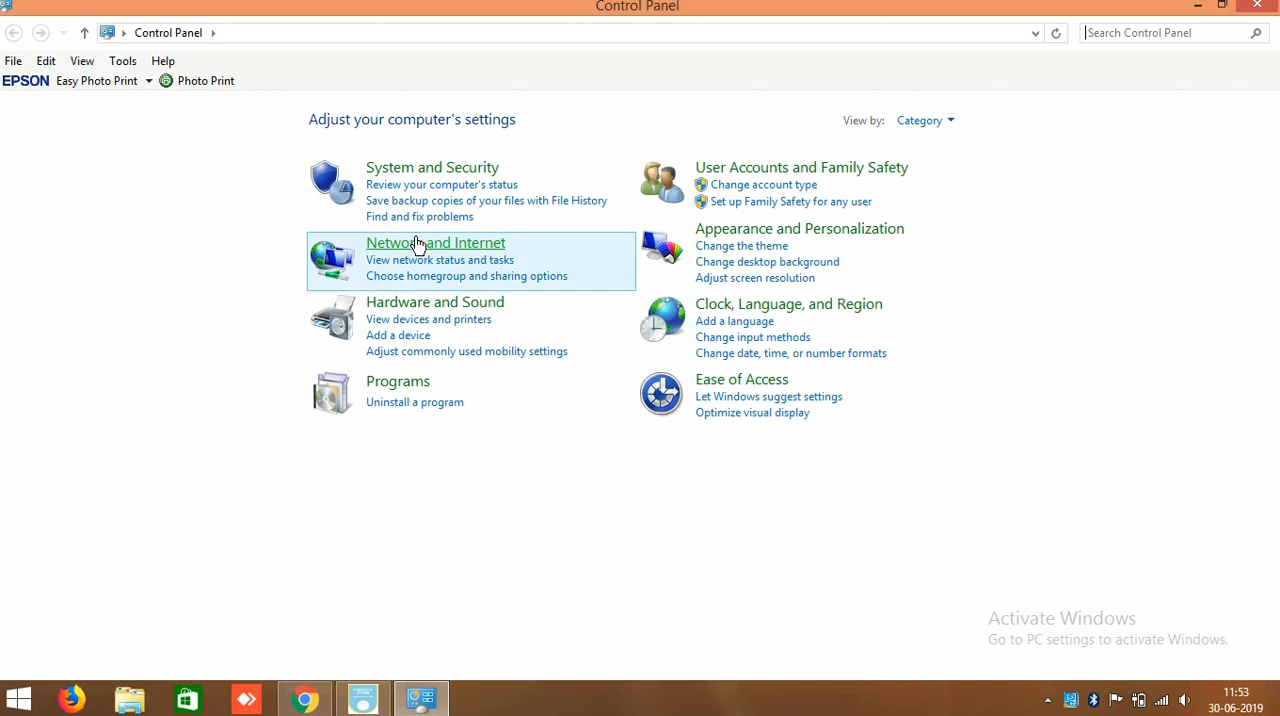 Control Panel
Control Panel
Search Control Panel
File Edit View Tools Help
EPSON Easy Photo Print Photo Print
Adjust your computer's settings
View by: Category
System and Security
Review your computer's status
Save backup copies of your files with File History
Find and fix problems
Network and Internet
View network status and tasks
Choose homegroup and sharing options
Hardware and Sound
View devices and printers
Add a device
Adjust commonly used mobility settings
Programs
Uninstall a program
User Accounts and Family Safety
Change account type
Set up Family Safety for any user
Appearance and Personalization
Change the theme
Change desktop background
Adjust screen resolution
Clock, Language, and Region
Add a language
Change input methods
Change date, time, or number formats
Ease of Access
Let Windows suggest settings
Optimize visual display
Activate Windows
Go to PC settings to activate Windows.
11:53
30-06-2019